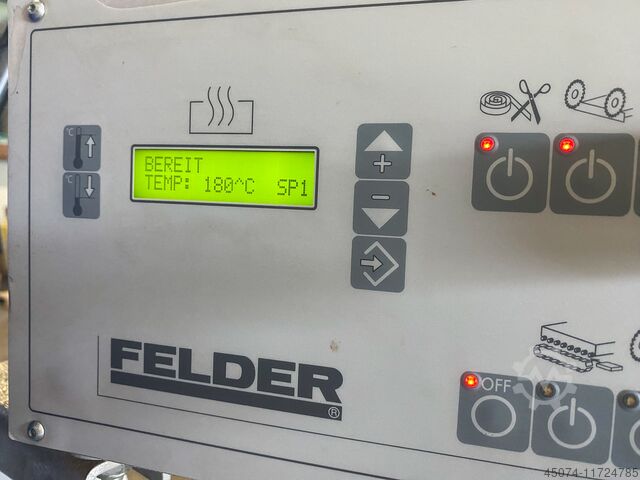 °C
°C
BEREIT
TEMP: 180^C SP1
FELDER
®
OFF
45074-11724785